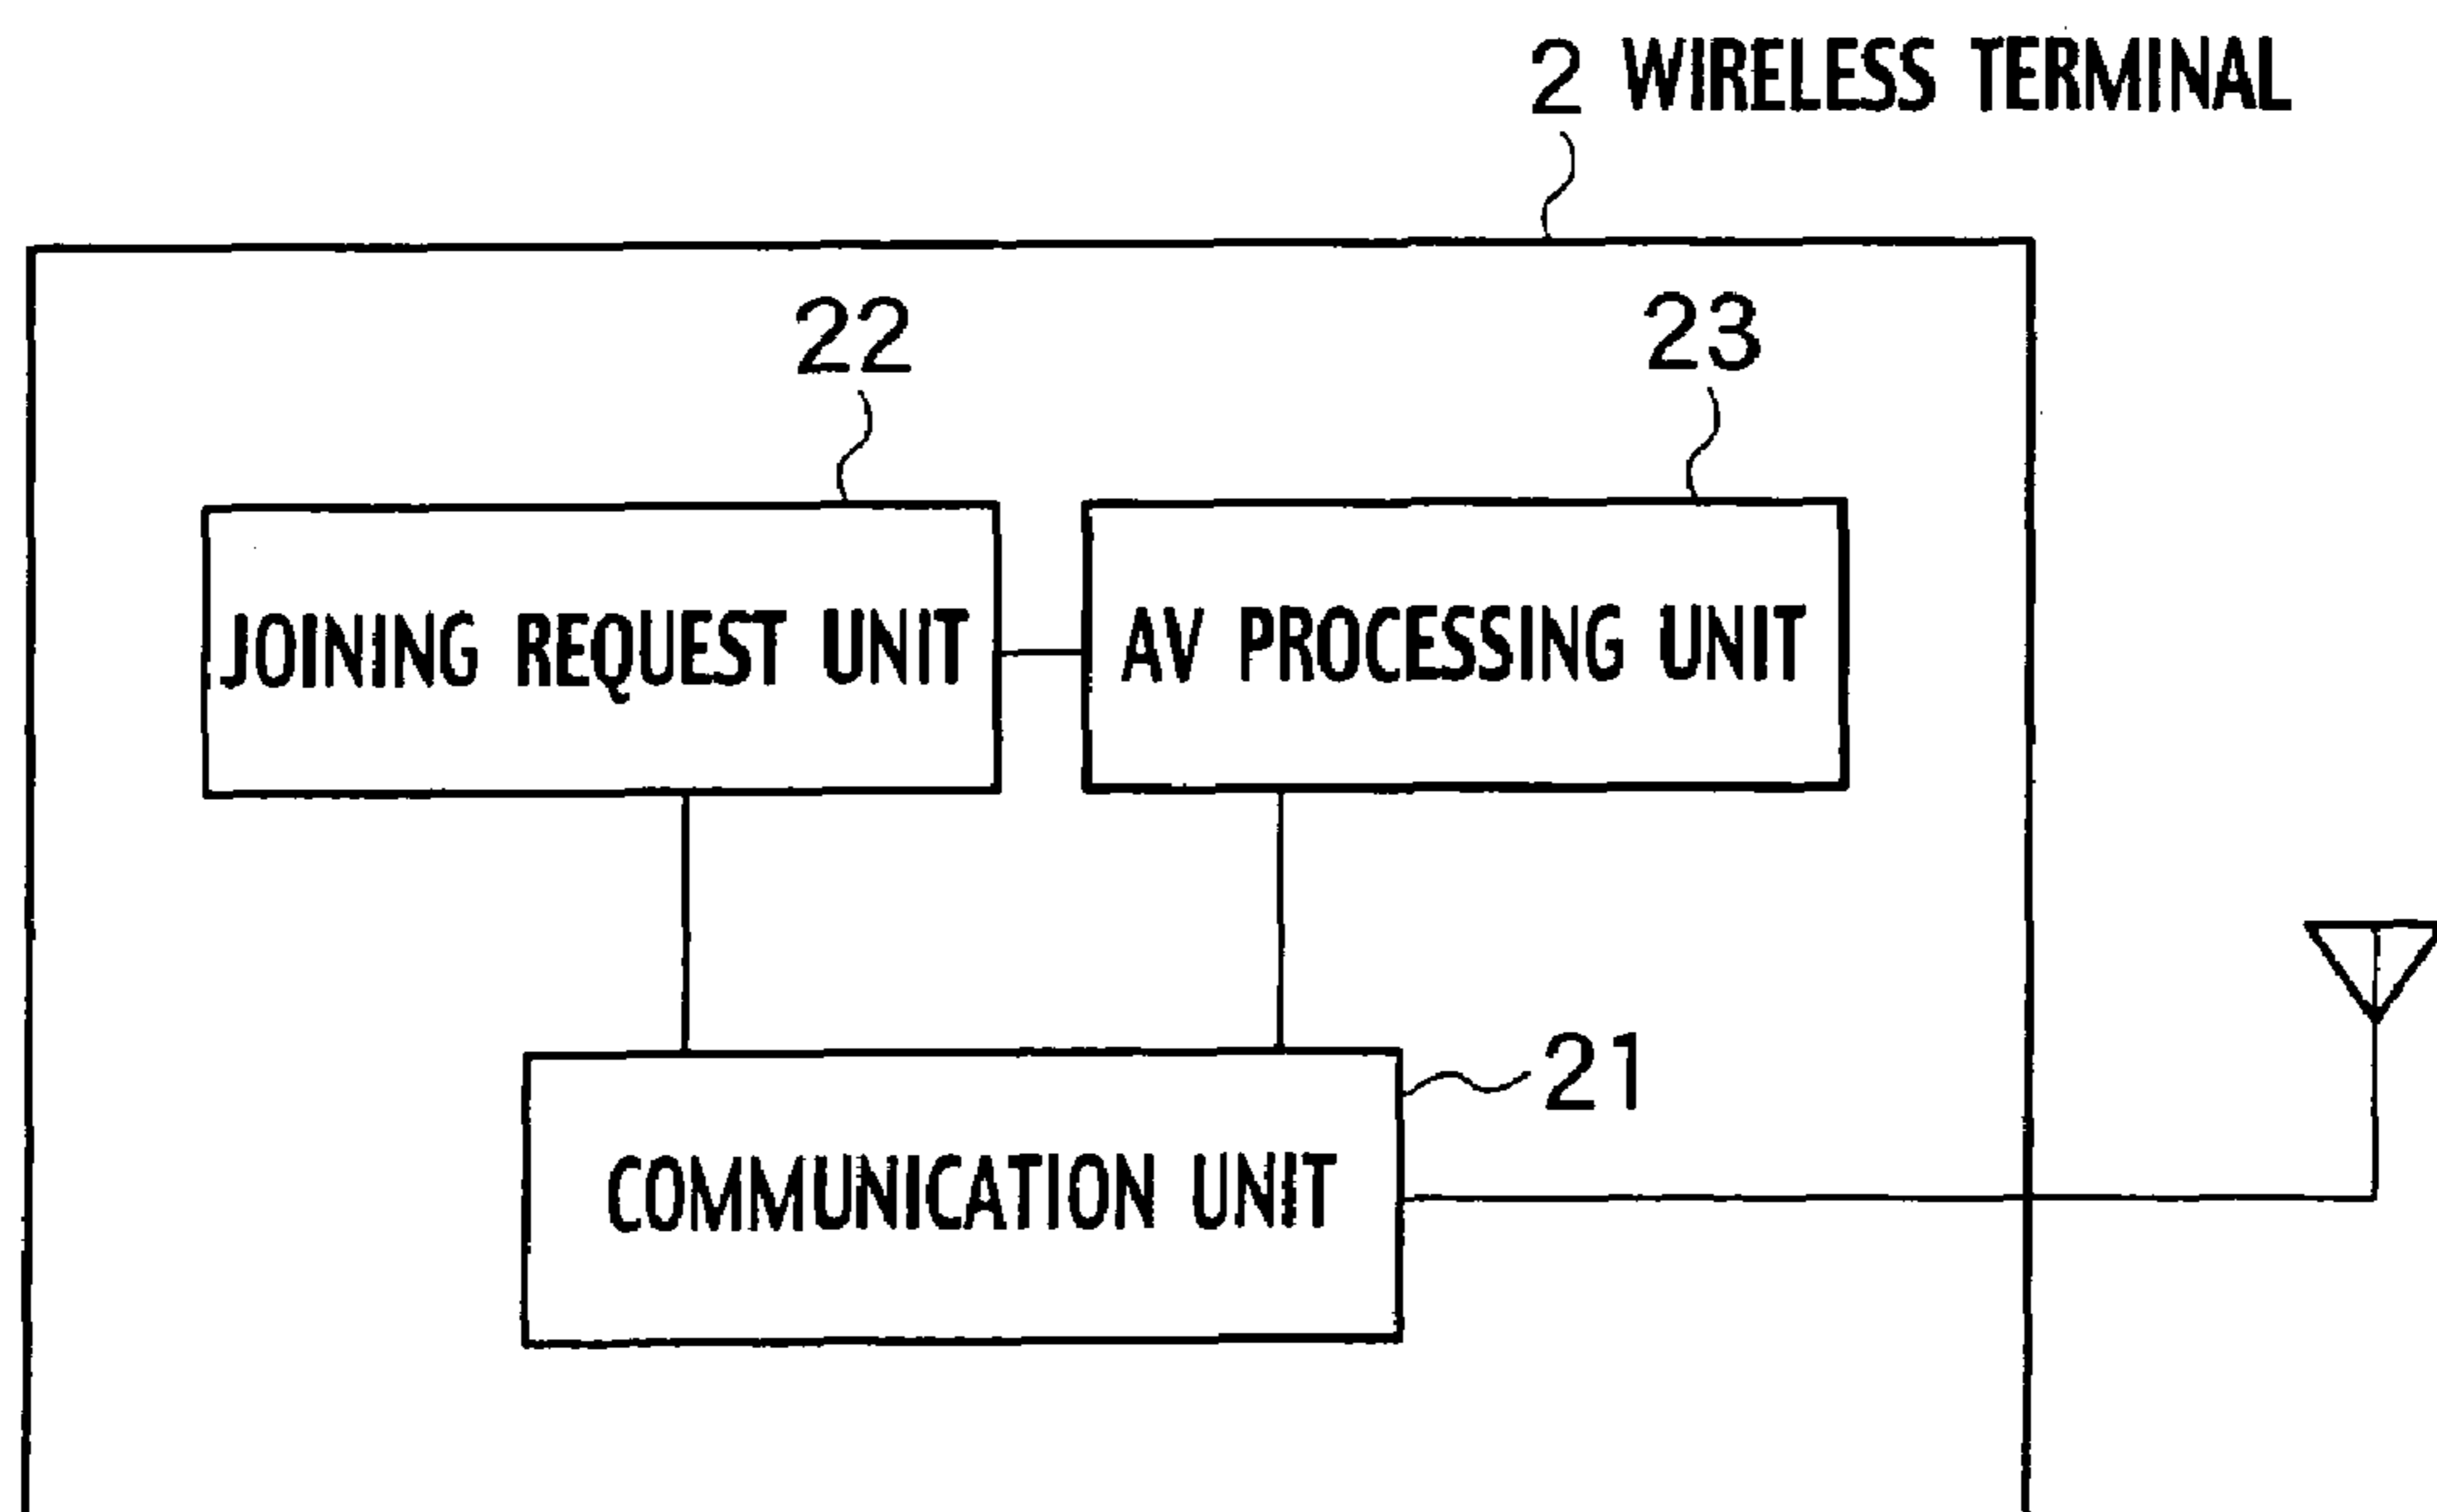 2 WIRELESS TERMINAL
22
23
JOINING REQUEST UNIT
AV PROCESSING UNIT
21
COMMUNICATION UNIT